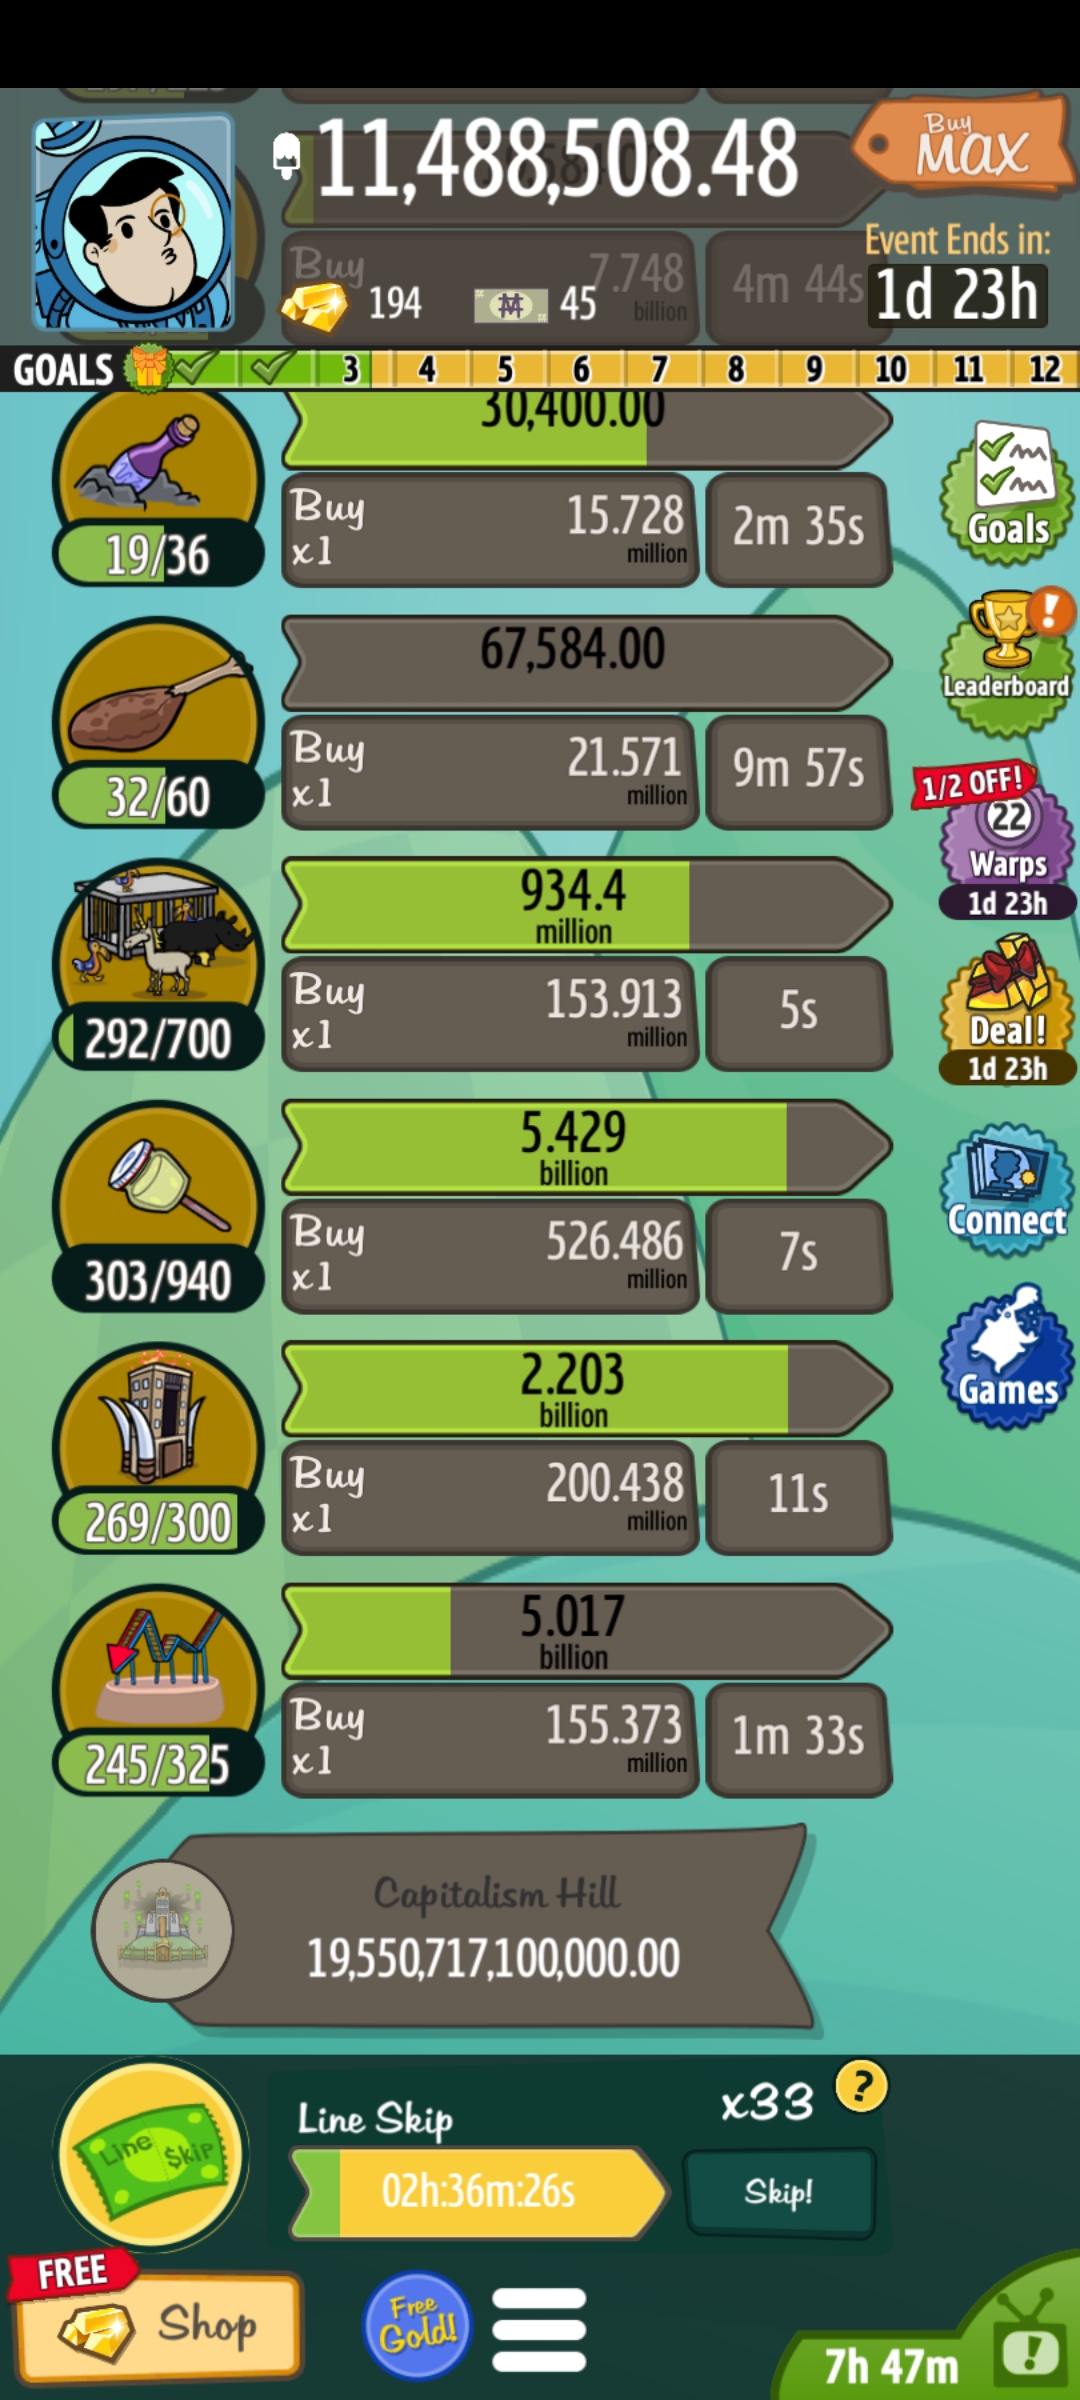 11,488,508.48
Buy
MAX
Buy
7.748
billion
4m 44s
194
45
Event Ends in:
1d 23h
GOALS
3
4
5
6
7
8
9
10
11
12
30,400.00
19/36
Buy
x1
15.728
million
2m 35s
Goals
67,584.00
32/60
Buy
x1
21.571
million
9m 57s
Leaderboard
1/2 OFF!
22
Warps
1d 23h
934.4
million
292/700
Buy
x1
153.913
million
5s
Deal!
1d 23h
5.429
billion
303/940
Buy
x1
526.486
million
7s
Connect
2.203
billion
269/300
Buy
x1
200.438
million
11s
Games
5.017
billion
245/325
Buy
x1
155.373
million
1m 33s
Capitalism Hill
19,550,717,100,000.00
Line $kip
Line Skip
x33
?
02h:36m:26s
Skip!
FREE
Shop
Free
Gold!
7h 47m
!